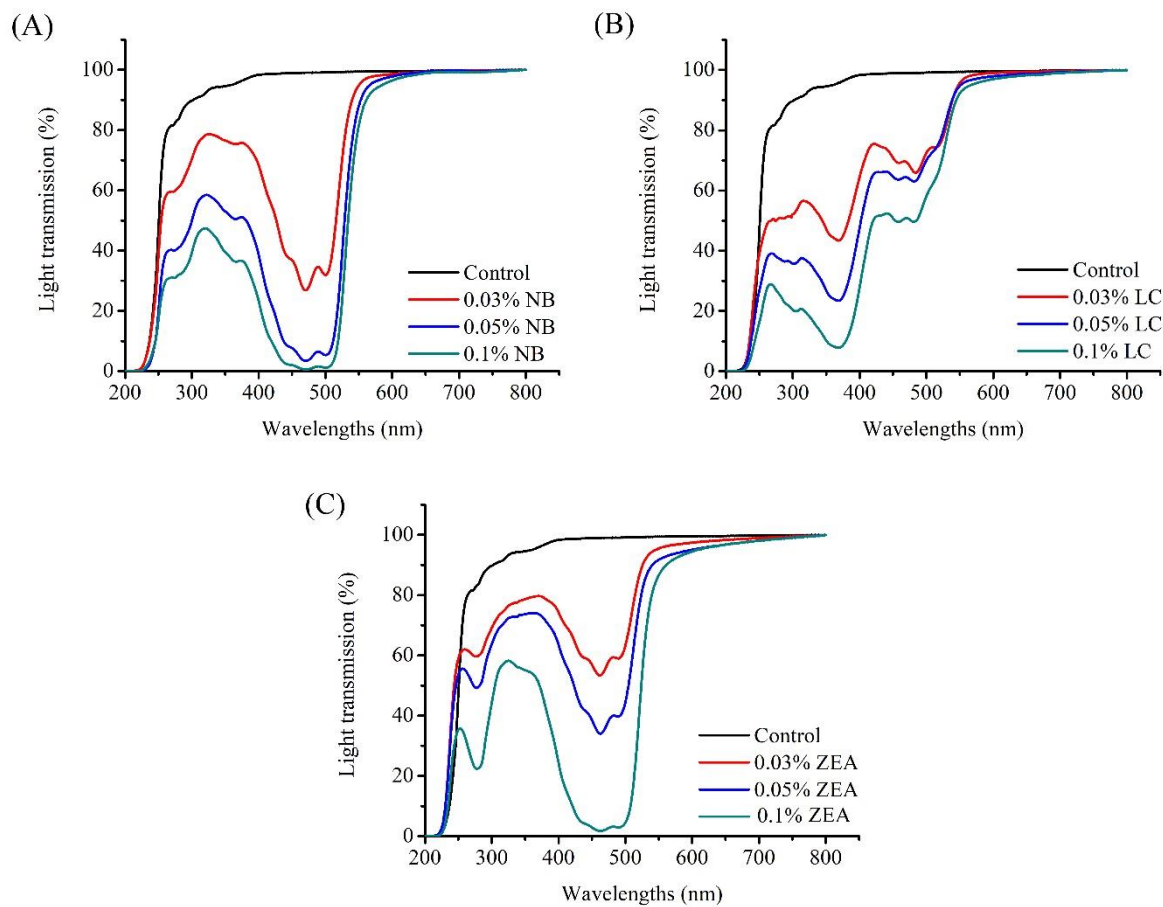 (A)
Light transmission (%)
100
80
60
40
20
0
200 300 400 500 600 700 800
Wavelengths (nm)
Control
0.03% NB
0.05% NB
0.1% NB
(B)
Light transmission (%)
100
80
60
40
20
0
200 300 400 500 600 700 800
Wavelengths (nm)
Control
0.03% LC
0.05% LC
0.1% LC
(C)
Light transmission (%)
100
80
60
40
20
0
200 300 400 500 600 700 800
Wavelengths (nm)
Control
0.03% ZEA
0.05% ZEA
0.1% ZEA